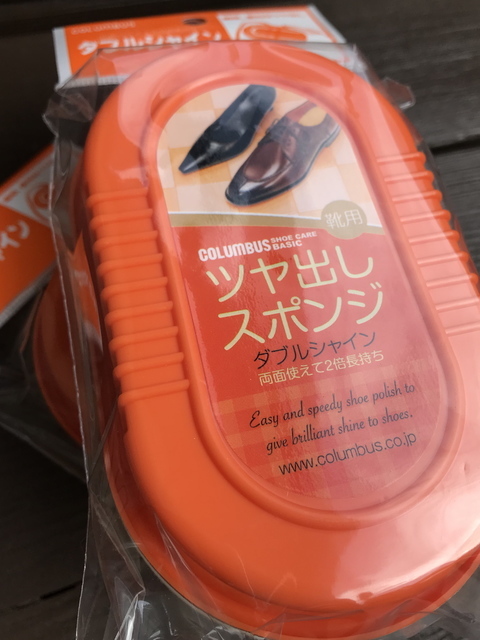 ダブルシャイン
靴用
COLUMBUS SHOE CARE BASIC
ツヤ出し
スポンジ
ダブルシャイン
両面使えて2倍長持ち
Easy and speedy shoe polish to
give brilliant shine to shoes.
www.columbus.co.jp